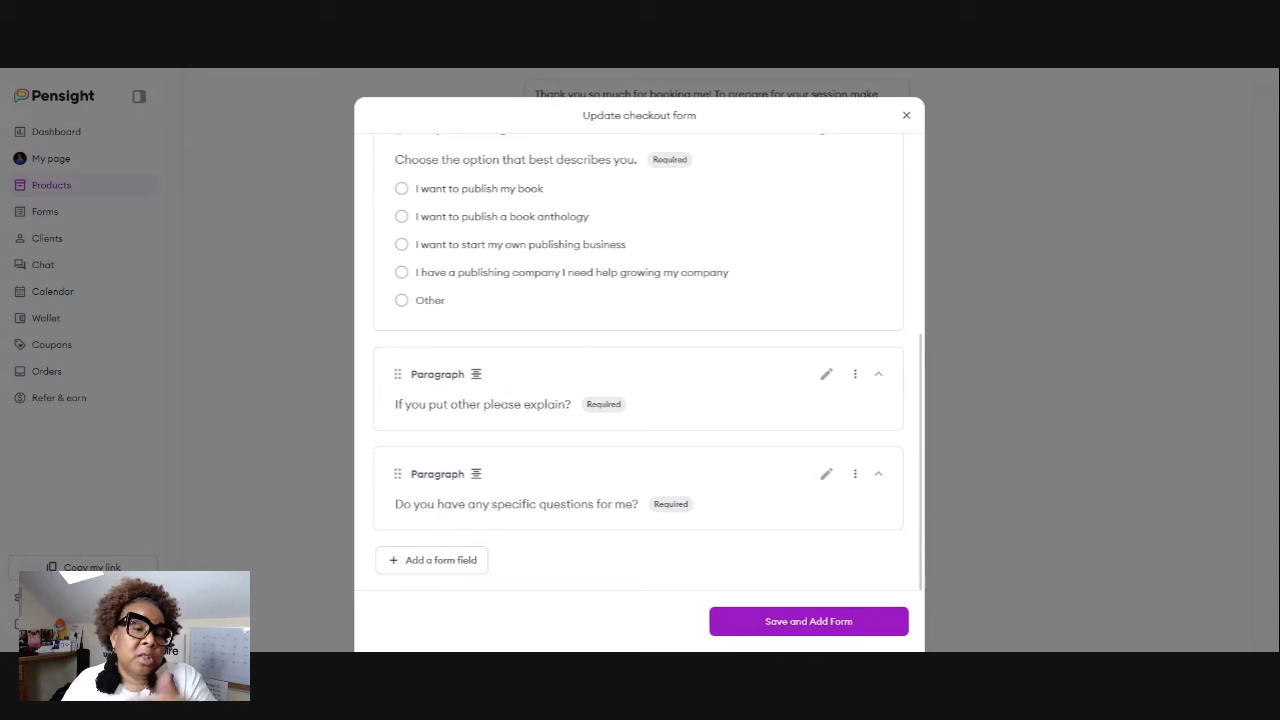 Pensight
Thank you so much for booking me! To prepare for your session make
Update checkout form
Dashboard
My page
Products
Forms
Clients
Chat
Calendar
Wallet
Coupons
Orders
Refer & earn
Copy my link
Choose the option that best describes you. Required
I want to publish my book
I want to publish a book anthology
I want to start my own publishing business
I have a publishing company I need help growing my company
Other
Paragraph
If you put other please explain? Required
Paragraph
Do you have any specific questions for me? Required
+ Add a form field
Save and Add Form